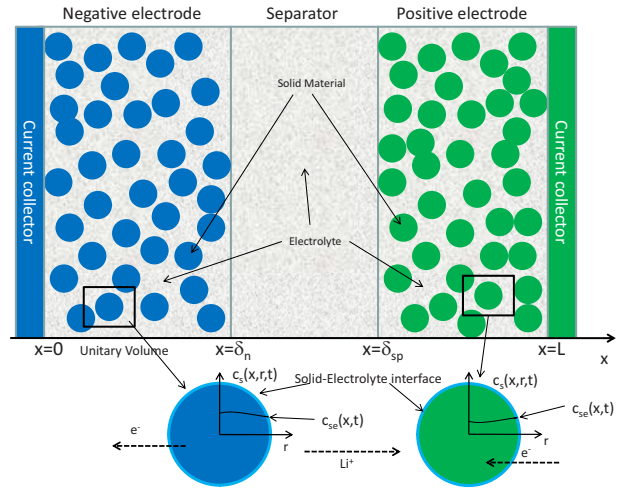 Negative electrode
Separator
Positive electrode
Current collector
Solid Material
Electrolyte
Current collector
x=0
Unitary Volume
x=δn
x=δsp
x=L
x
cs(x,r,t)
Solid-Electrolyte interface
cs(x,r,t)
cse(x,t)
cse(x,t)
e-
r
Li+
r
e-